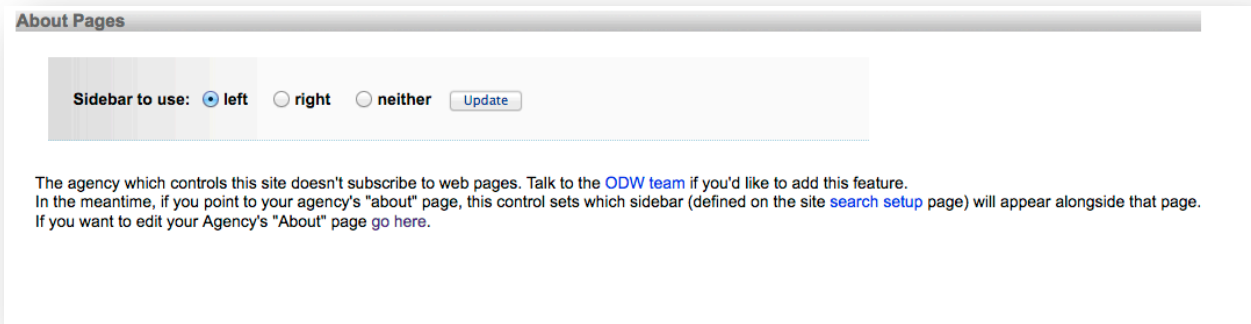 About Pages
Sidebar to use: left right neither Update
The agency which controls this site doesn't subscribe to web pages. Talk to the ODW team if you'd like to add this feature.
In the meantime, if you point to your agency's "about" page, this control sets which sidebar (defined on the site search setup page) will appear alongside that page.
If you want to edit your Agency's "About" page go here.